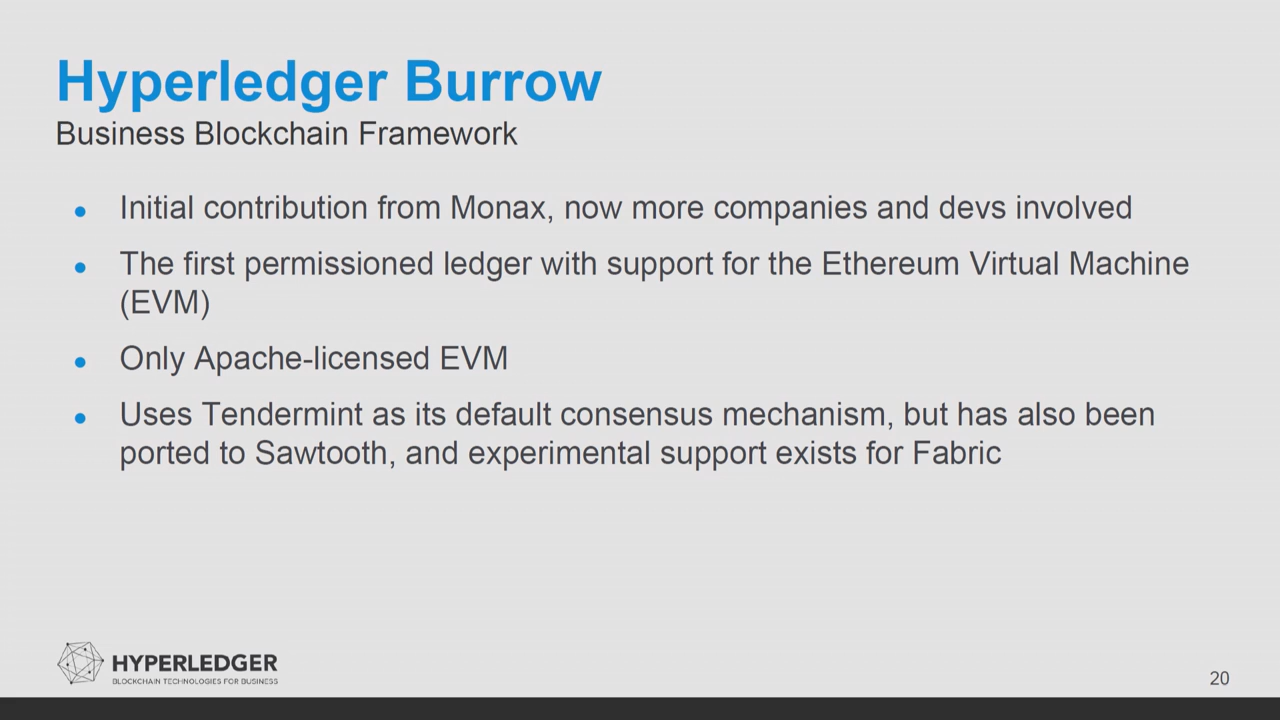 Hyperledger Burrow
Business Blockchain Framework
● Initial contribution from Monax, now more companies and devs involved
● The first permissioned ledger with support for the Ethereum Virtual Machine
(EVM)
● Only Apache-licensed EVM
● Uses Tendermint as its default consensus mechanism, but has also been
ported to Sawtooth, and experimental support exists for Fabric
HYPERLEDGER
BLOCKCHAIN TECHNOLOGIES FOR BUSINESS
20